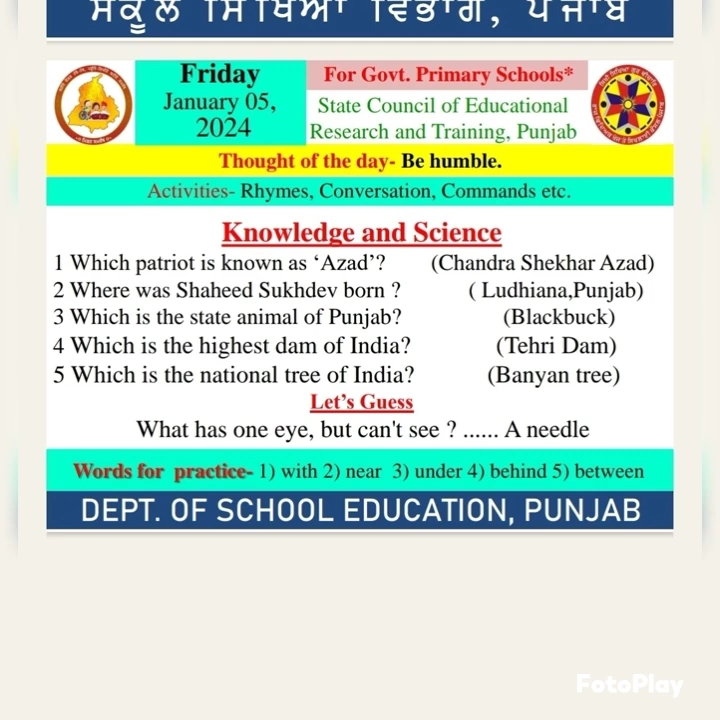 ਸਕੂਲ ਸਿੱਖਿਆ ਵਿਭਾਗ, ਪੰਜਾਬ
Friday
January 05,
2024
For Govt. Primary Schools*
State Council of Educational
Research and Training, Punjab
Thought of the day- Be humble.
Activities- Rhymes, Conversation, Commands etc.
Knowledge and Science
1 Which patriot is known as ‘Azad’? (Chandra Shekhar Azad)
2 Where was Shaheed Sukhdev born ? ( Ludhiana,Punjab)
3 Which is the state animal of Punjab? (Blackbuck)
4 Which is the highest dam of India? (Tehri Dam)
5 Which is the national tree of India? (Banyan tree)
Let’s Guess
What has one eye, but can't see ? ...... A needle
Words for practice- 1) with 2) near 3) under 4) behind 5) between
DEPT. OF SCHOOL EDUCATION, PUNJAB
FotoPlay